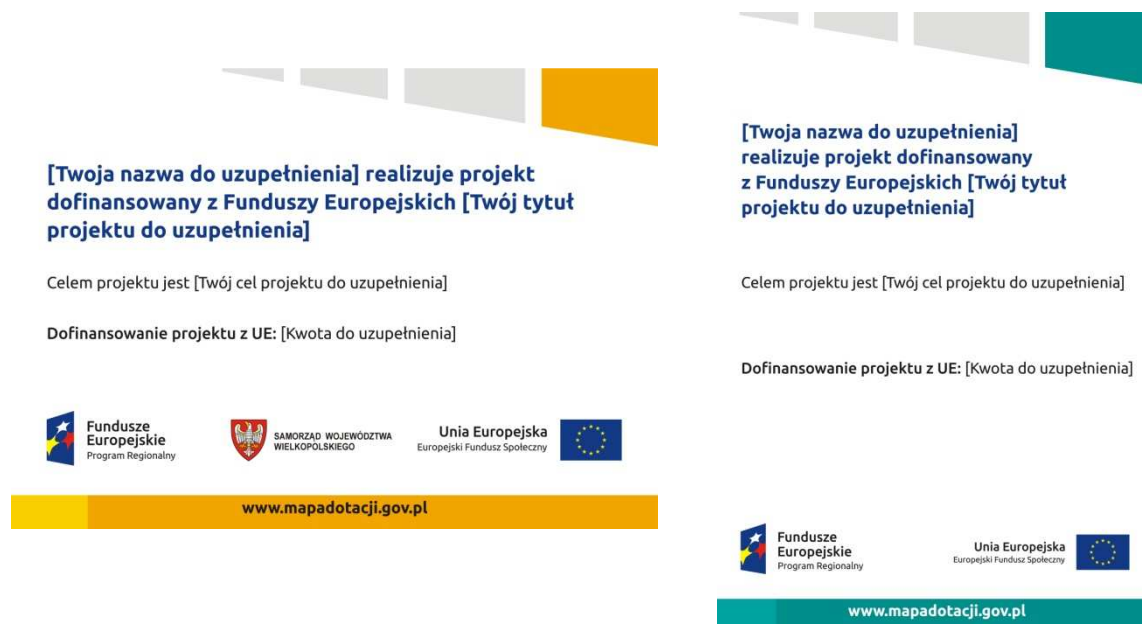 [Twoja nazwa do uzupełnienia] realizuje projekt
dofinansowany z Funduszy Europejskich [Twój tytuł
projektu do uzupełnienia]
Celem projektu jest [Twój cel projektu do uzupełnienia]
Dofinansowanie projektu z UE: [Kwota do uzupełnienia]
Fundusze
Europejskie
Program Regionalny
SAMORZĄD WOJEWÓDZTWA
WIELKOPOLSKIEGO
Unia Europejska
Europejski Fundusz Społeczny
www.mapadotacji.gov.pl
[Twoja nazwa do uzupełnienia]
realizuje projekt dofinansowany
z Funduszy Europejskich [Twój tytuł
projektu do uzupełnienia]
Celem projektu jest [Twój cel projektu do uzupełnienia]
Dofinansowanie projektu z UE: [Kwota do uzupełnienia]
Fundusze
Europejskie
Program Regionalny
Unia Europejska
Europejski Fundusz Społeczny
www.mapadotacji.gov.pl